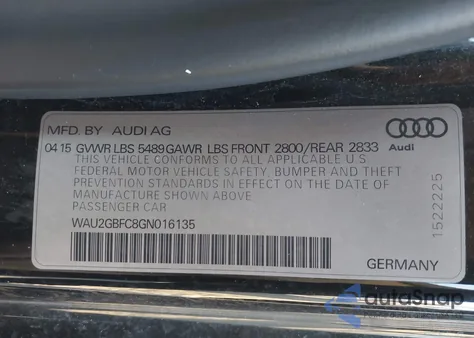 MFD. BY AUDI AG
Audi
04 15 GVWR LBS 5489 GAWR LBS FRONT 2800/REAR 2833
THIS VEHICLE CONFORMS TO ALL APPLICABLE U S
FEDERAL MOTOR VEHICLE SAFETY, BUMPER AND THEFT
PREVENTION STANDARDS IN EFFECT ON THE DATE OF
MANUFACTURE SHOWN ABOVE
PASSENGER CAR
WAU2GBFC8GN016135
1522225
GERMANY
autoSnap